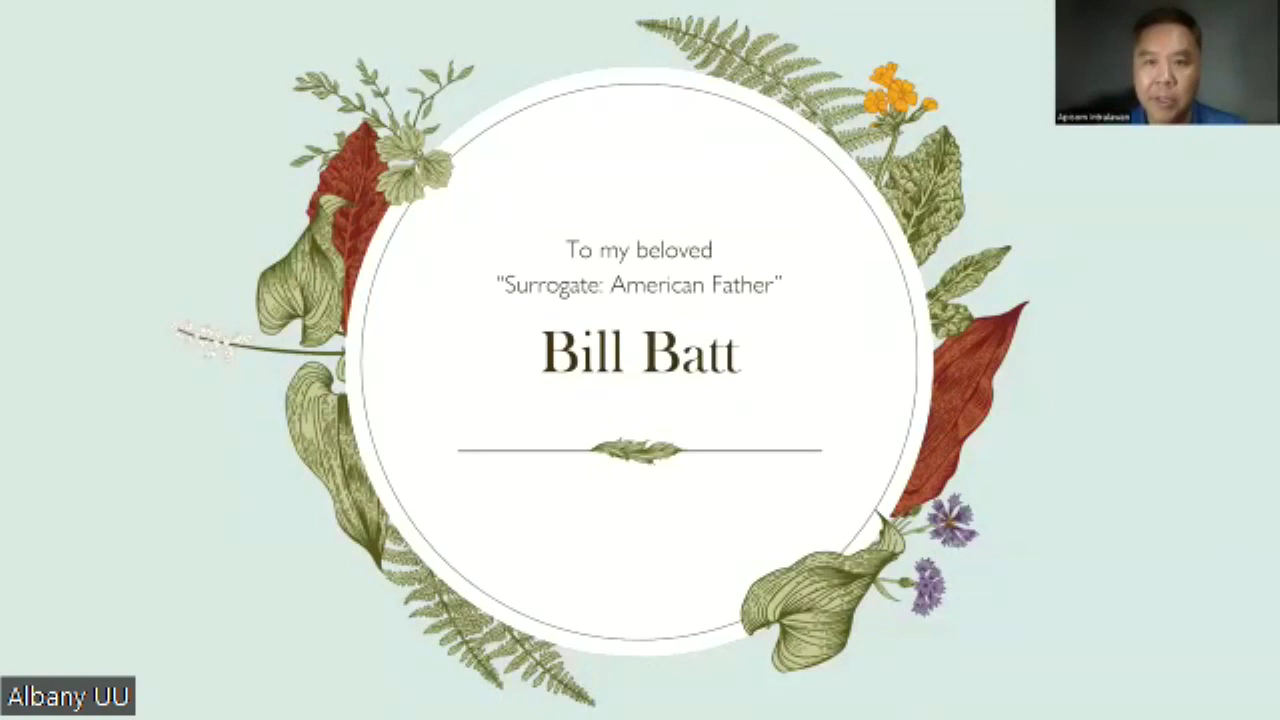 To my beloved
"Surrogate: American Father"
Bill Batt
Albany UU